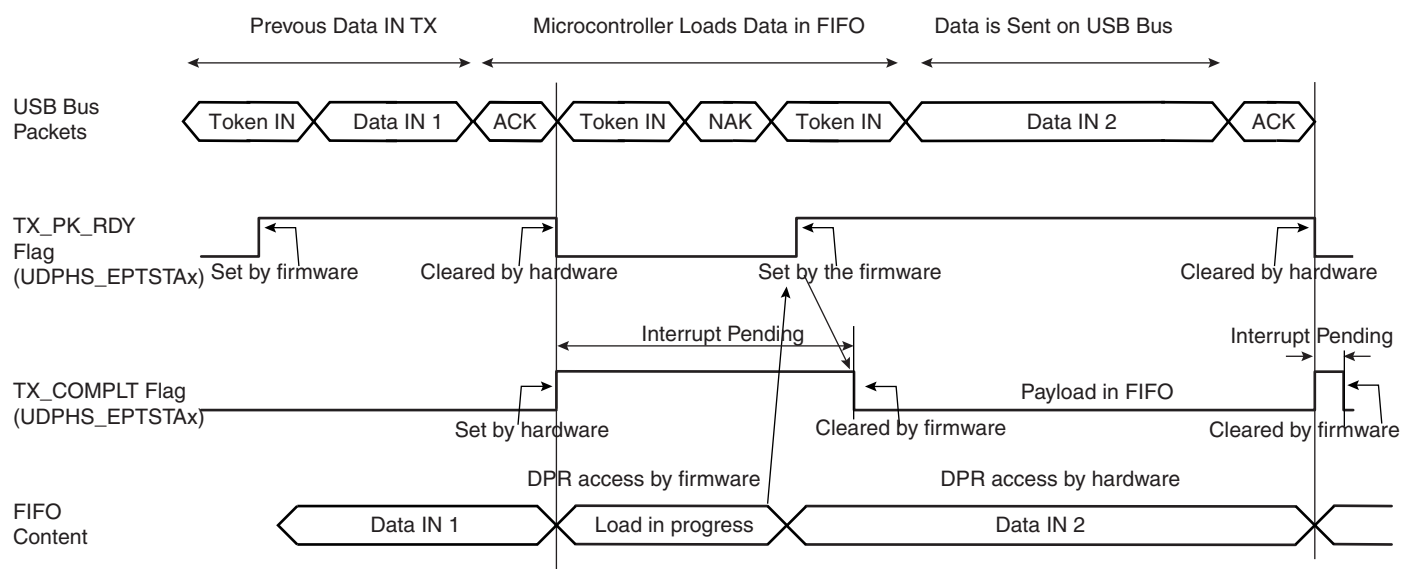 Prevous Data IN TX
Microcontroller Loads Data in FIFO
Data is Sent on USB Bus
USB Bus
Packets
Token IN
Data IN 1
ACK
Token IN
NAK
Token IN
Data IN 2
ACK
TX_PK_RDY
Flag
(UDPHS_EPTSTAx)
Set by firmware
Cleared by hardware
Set by the firmware
Cleared by hardware
Interrupt Pending
Interrupt Pending
TX_COMPLT Flag
(UDPHS_EPTSTAx)
Payload in FIFO
Set by hardware
Cleared by firmware
Cleared by firmware
DPR access by firmware
DPR access by hardware
FIFO
Content
Data IN 1
Load in progress
Data IN 2